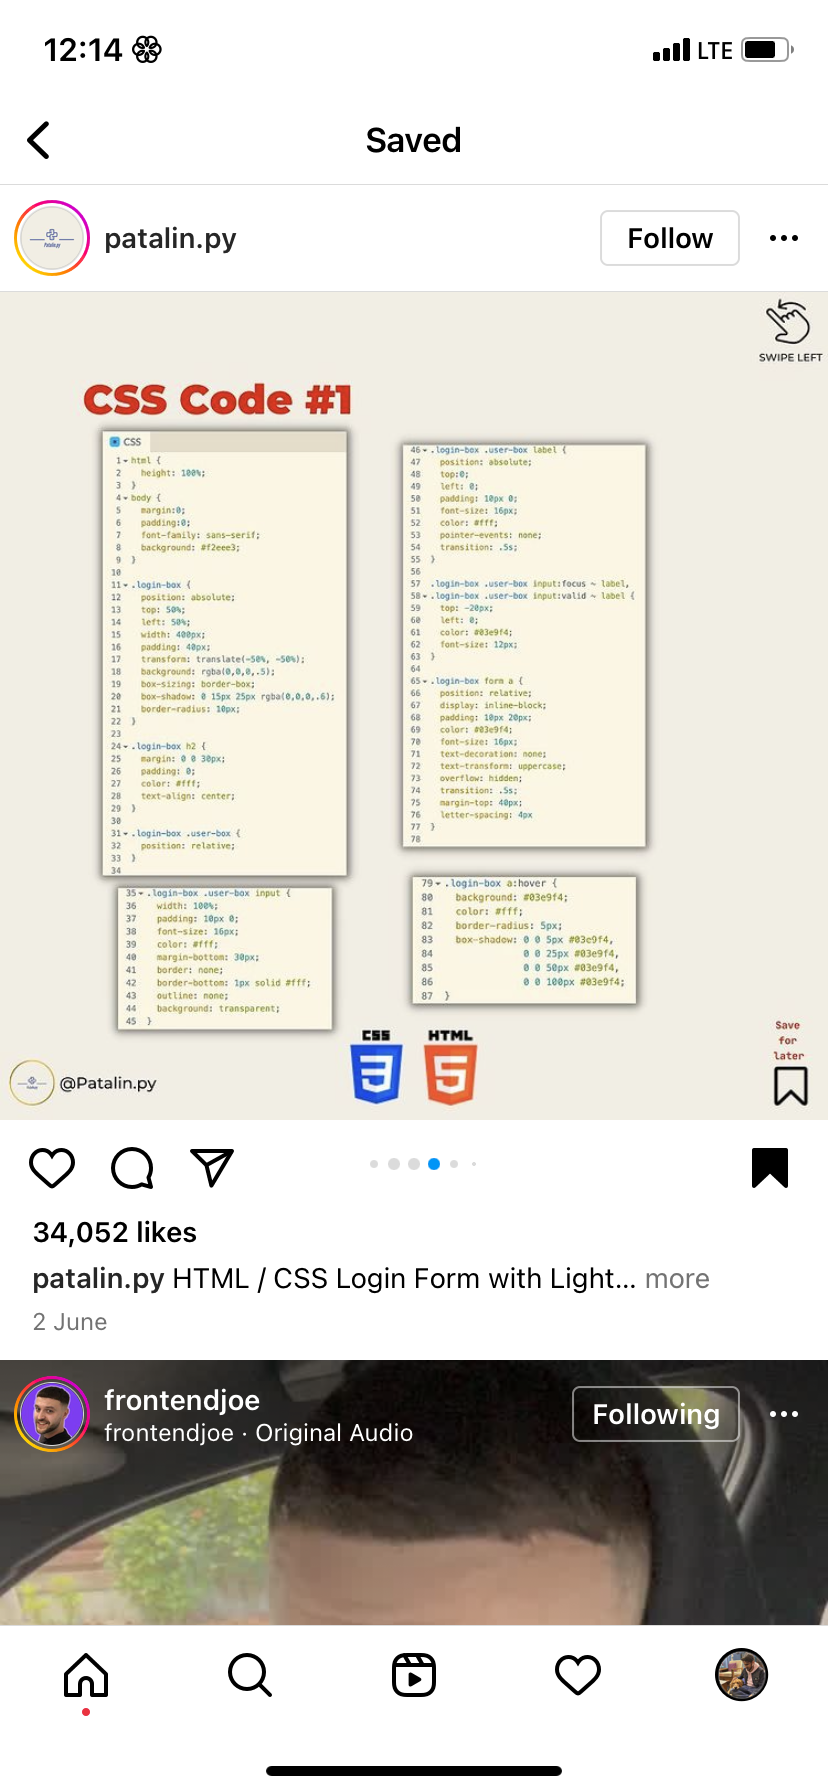 12:14
LTE
Saved
patalin.py
Follow
SWIPE LEFT
CSS Code #1
CSS
1 html {
2 height: 100%;
3 }
4 body {
5 margin:0;
6 padding:0;
7 font-family: sans-serif;
8 background: #f2eee3;
9 }
10
11 .login-box {
12 position: absolute;
13 top: 50%;
14 left: 50%;
15 width: 400px;
16 padding: 40px;
17 transform: translate(-50%, -50%);
18 background: rgba(0,0,0,.5);
19 box-sizing: border-box;
20 box-shadow: 0 15px 25px rgba(0,0,0,.6);
21 border-radius: 10px;
22 }
23
24 .login-box h2 {
25 margin: 0 0 30px;
26 padding: 0;
27 color: #fff;
28 text-align: center;
29 }
30
31 .login-box .user-box {
32 position: relative;
33 }
34
35 .login-box .user-box input {
36 width: 100%;
37 padding: 10px 0;
38 font-size: 16px;
39 color: #fff;
40 margin-bottom: 30px;
41 border: none;
42 border-bottom: 1px solid #fff;
43 outline: none;
44 background: transparent;
45 }
46 .login-box .user-box label {
47 position: absolute;
48 top:0;
49 left: 0;
50 padding: 10px 0;
51 font-size: 16px;
52 color: #fff;
53 pointer-events: none;
54 transition: .5s;
55 }
56
57 .login-box .user-box input:focus ~ label,
58 .login-box .user-box input:valid ~ label {
59 top: -20px;
60 left: 0;
61 color: #03e9f4;
62 font-size: 12px;
63 }
64
65 .login-box form a {
66 position: relative;
67 display: inline-block;
68 padding: 10px 20px;
69 color: #03e9f4;
70 font-size: 16px;
71 text-decoration: none;
72 text-transform: uppercase;
73 overflow: hidden;
74 transition: .5s;
75 margin-top: 40px;
76 letter-spacing: 4px
77 }
78
79 .login-box a:hover {
80 background: #03e9f4;
81 color: #fff;
82 border-radius: 5px;
83 box-shadow: 0 0 5px #03e9f4,
84 0 0 25px #03e9f4,
85 0 0 50px #03e9f4,
86 0 0 100px #03e9f4;
87 }
CSS
HTML
Save
for
later
@Patalin.py
34,052 likes
patalin.py HTML / CSS Login Form with Light... more
2 June
frontendjoe
frontendjoe · Original Audio
Following